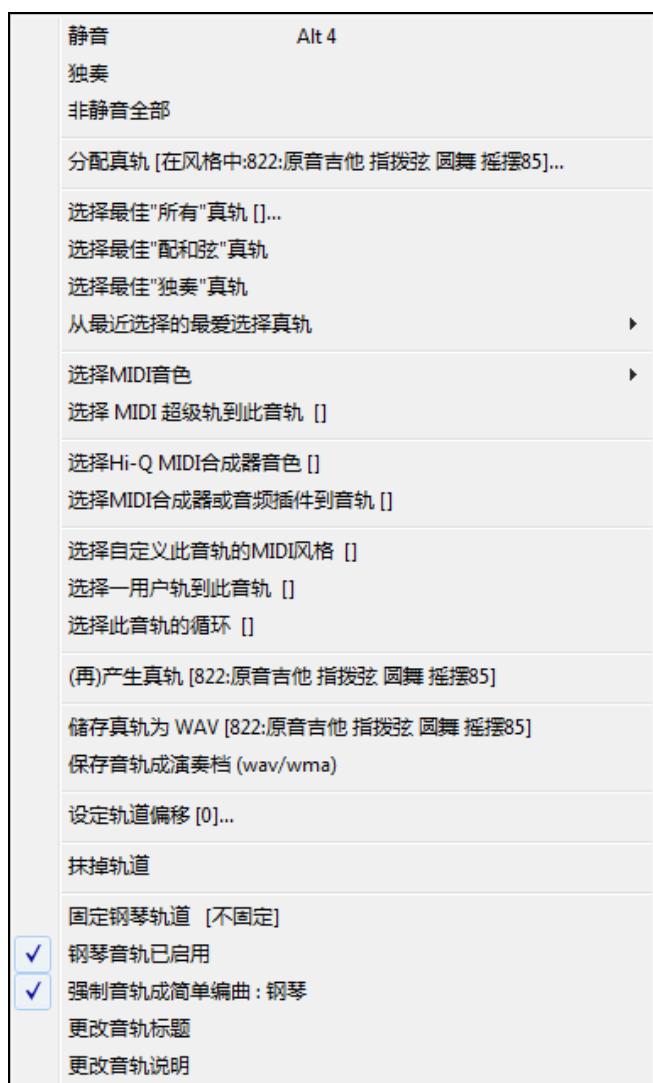 静音 Alt 4
独奏
非静音全部
分配真轨 [在风格中:822:原音吉他 指拨弦 圆舞 摇摆85]...
选择最佳"所有"真轨 []...
选择最佳"配和弦"真轨
选择最佳"独奏"真轨
从最近选择的最爱选择真轨
选择MIDI音色
选择 MIDI 超级轨到此音轨 []
选择Hi-Q MIDI合成器音色 []
选择MIDI合成器或音频插件到音轨 []
选择自定义此音轨的MIDI风格 []
选择一用户轨到此音轨 []
选择此音轨的循环 []
(再)产生真轨 [822:原音吉他 指拨弦 圆舞 摇摆85]
储存真轨为 WAV [822:原音吉他 指拨弦 圆舞 摇摆85]
保存音轨成演奏档 (wav/wma)
设定轨道偏移 [0]...
抹掉轨道
固定钢琴轨道 [不固定]
钢琴音轨已启用
强制音轨成简单编曲 : 钢琴
更改音轨标题
更改音轨说明